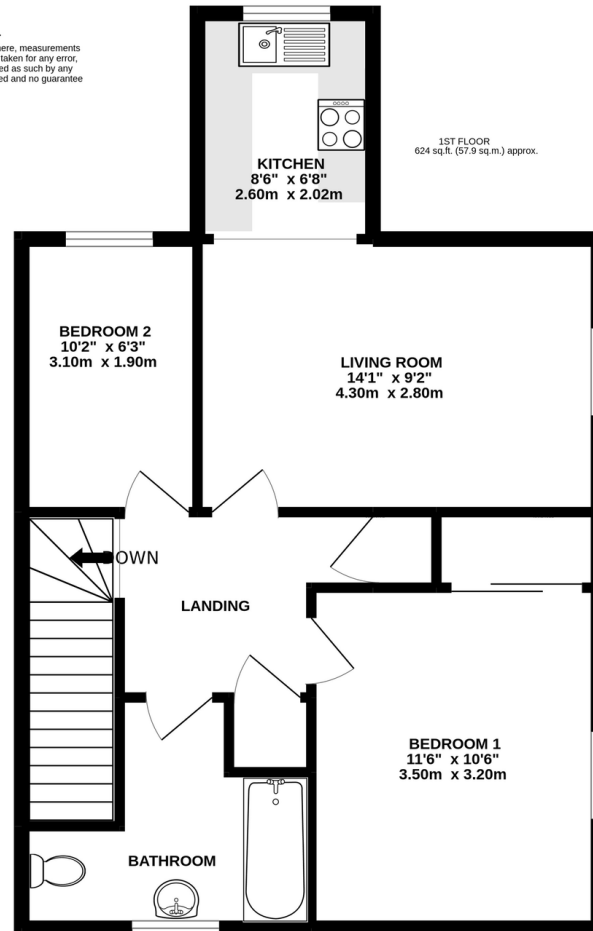 ere, measurements
taken for any error,
ed as such by any
ed and no guarantee
1ST FLOOR
624 sq.ft. (57.9 sq.m.) approx.
KITCHEN
8'6" x 6'8"
2.60m x 2.02m
BEDROOM 2
10'2" x 6'3"
3.10m x 1.90m
LIVING ROOM
14'1" x 9'2"
4.30m x 2.80m
DOWN
LANDING
BEDROOM 1
11'6" x 10'6"
3.50m x 3.20m
BATHROOM